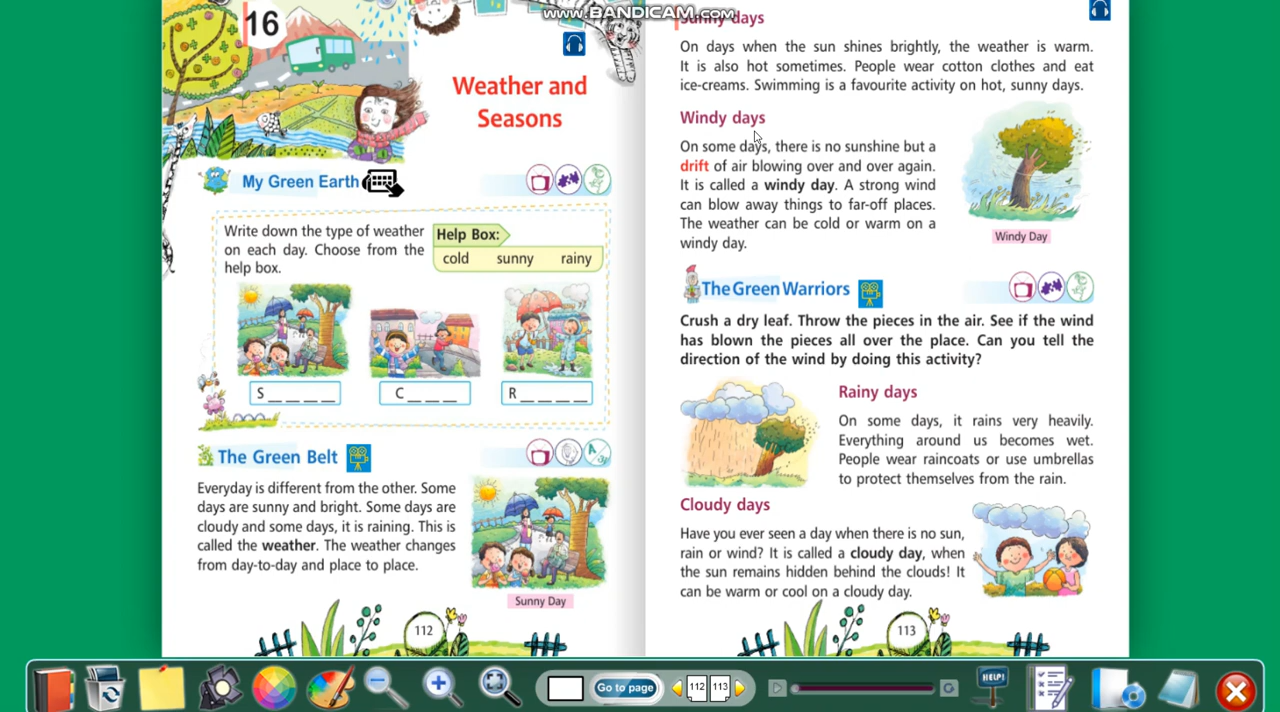 www.BANDICAM.com
16
Weather and
Seasons
My Green Earth
Write down the type of weather
on each day. Choose from the
help box.
Help Box:
cold sunny rainy
S _ _ _ _
C _ _ _
R _ _ _ _
The Green Belt
Everyday is different from the other. Some
days are sunny and bright. Some days are
cloudy and some days, it is raining. This is
called the weather. The weather changes
from day-to-day and place to place.
Sunny Day
112
Sunny days
On days when the sun shines brightly, the weather is warm.
It is also hot sometimes. People wear cotton clothes and eat
ice-creams. Swimming is a favourite activity on hot, sunny days.
Windy days
On some days, there is no sunshine but a
drift of air blowing over and over again.
It is called a windy day. A strong wind
can blow away things to far-off places.
The weather can be cold or warm on a
windy day.
Windy Day
The Green Warriors
Crush a dry leaf. Throw the pieces in the air. See if the wind
has blown the pieces all over the place. Can you tell the
direction of the wind by doing this activity?
Rainy days
On some days, it rains very heavily.
Everything around us becomes wet.
People wear raincoats or use umbrellas
to protect themselves from the rain.
Cloudy days
Have you ever seen a day when there is no sun,
rain or wind? It is called a cloudy day, when
the sun remains hidden behind the clouds! It
can be warm or cool on a cloudy day.
113
Go to page
112 113
HELP!